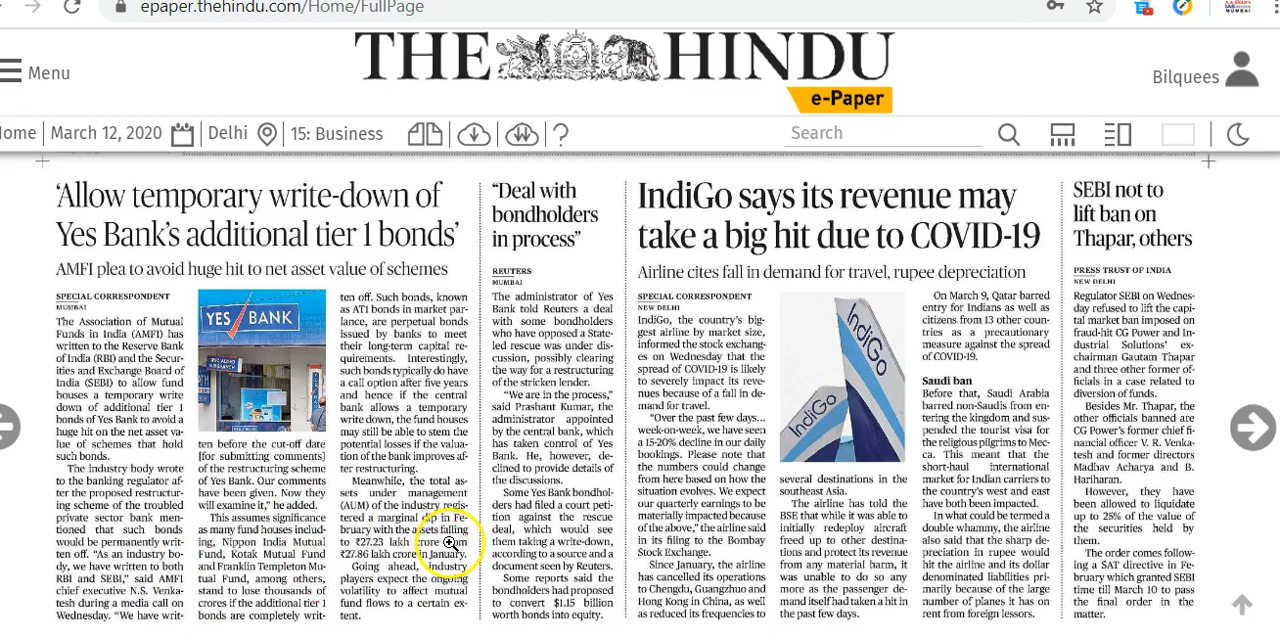 epaper.thehindu.com/Home/FullPage
Menu
THE HINDU
e-Paper
Bilquees
ome
March 12, 2020
Delhi
15: Business
?
Search
'Allow temporary write-down of
Yes Bank's additional tier 1 bonds'
AMFI plea to avoid huge hit to net asset value of schemes
SPECIAL CORRESPONDENT
MUMBAI
The Association of Mutual
Funds in India (AMFI) has
written to the Reserve Bank
of India (RBI) and the Secur-
ities and Exchange Board of
India (SEBI) to allow fund
houses a temporary write
down of additional tier 1
bonds of Yes Bank to avoid a
huge hit on the net asset va-
lue of schemes that hold
such bonds.
The industry body wrote
to the banking regulator af-
ter the proposed restructur-
ing scheme of the troubled
private sector bank men-
tioned that such bonds
would be permanently writ-
ten off. "As an industry bo-
dy, we have written to both
RBI and SEBI," said AMFI
chief executive N.S. Venka-
tesh during a media call on
Wednesday. "We have writ-
YES BANK
ten before the cut-off date
[for submitting comments]
of the restructuring scheme
of Yes Bank. Our comments
have been given. Now they
will examine it," he added.
This assumes significance
as many fund houses includ-
ing, Nippon India Mutual
Fund, Kotak Mutual Fund
and Franklin Templeton Mu-
tual Fund, among others,
stand to lose thousands of
crores if the additional tier 1
bonds are completely writ-
ten off. Such bonds, known
as AT1 bonds in market par-
lance, are perpetual bonds
issued by banks to meet
their long-term capital re-
quirements. Interestingly,
such bonds typically do have
a call option after five years
and hence if the central
bank allows a temporary
write down, the fund houses
may still be able to stem the
potential losses if the valua-
tion of the bank improves af-
ter restructuring.
Meanwhile, the total as-
sets under management
(AUM) of the industry regis-
tered a marginal dip in Fe-
bruary with the assets falling
to ₹27.23 lakh crore
₹27.86 lakh crore in January.
Going ahead, industry
players expect the ongoing
volatility to affect mutual
fund flows to a certain ex-
tent.
"Deal with
bondholders
in process"
REUTERS
MUMBAI
The administrator of Yes
Bank told Reuters a deal
with some bondholders
who have opposed a State-
led rescue was under dis-
cussion, possibly clearing
the way for a restructuring
of the stricken lender.
"We are in the process,"
said Prashant Kumar, the
administrator appointed
by the central bank, which
has taken control of Yes
Bank. He, however, de-
clined to provide details of
the discussions.
Some Yes Bank bondhol-
ders had filed a court peti-
tion against the rescue
deal, which would see
them taking a write-down,
according to a source and a
document seen by Reuters.
Some reports said the
bondholders had proposed
to convert $1.15 billion
worth bonds into equity.
IndiGo says its revenue may
take a big hit due to COVID-19
Airline cites fall in demand for travel, rupee depreciation
SPECIAL CORRESPONDENT
NEW DELHI
IndiGo, the country's big-
gest airline by market size,
informed the stock exchang-
es on Wednesday that the
spread of COVID-19 is likely
to severely impact its reve-
nues because of a fall in de-
mand for travel.
"Over the past few days...
week-on-week, we have seen
a 15-20% decline in our daily
bookings. Please note that
the numbers could change
from here based on how the
situation evolves. We expect
our quarterly earnings to be
materially impacted because
of the above," the airline said
in its filing to the Bombay
Stock Exchange.
Since January, the airline
has cancelled its operations
to Chengdu, Guangzhou and
Hong Kong in China, as well
as reduced its frequencies to
IndiGo
IndiGo
several destinations in the
southeast Asia.
The airline has told the
BSE that while it was able to
initially redeploy aircraft
freed up to other destina-
tions and protect its revenue
from any material harm, it
was unable to do so any
more as the passenger de-
mand itself had taken a hit in
the past few days.
On March 9, Qatar barred
entry for Indians as well as
citizens from 13 other coun-
tries as a precautionary
measure against the spread
of COVID-19.
Saudi ban
Before that, Saudi Arabia
barred non-Saudis from en-
tering the kingdom and sus-
pended the tourist visa for
the religious pilgrims to Mec-
ca. This meant that the
short-haul international
market for Indian carriers to
the country's west and east
have both been impacted.
In what could be termed a
double whammy, the airline
also said that the sharp de-
preciation in rupee would
hit the airline and its dollar
denominated liabilities pri-
marily because of the large
number of planes it has on
rent from foreign lessors.
SEBI not to
lift ban on
Thapar, others
PRESS TRUST OF INDIA
NEW DELHI
Regulator SEBI on Wednes-
day refused to lift the capi-
tal market ban imposed on
fraud-hit CG Power and In-
dustrial Solutions' ex-
chairman Gautam Thapar
and three other former of-
ficials in a case related to
diversion of funds.
Besides Mr. Thapar, the
other officials banned are
CG Power's former chief fi-
nancial officer V. R. Venka-
tesh and former directors
Madhav Acharya and B.
Hariharan.
However, they have
been allowed to liquidate
up to 25% of the value of
the securities held by
them.
The order comes follow-
ing a SAT directive in Fe-
bruary which granted SEBI
time till March 10 to pass
the final order in the
matter.